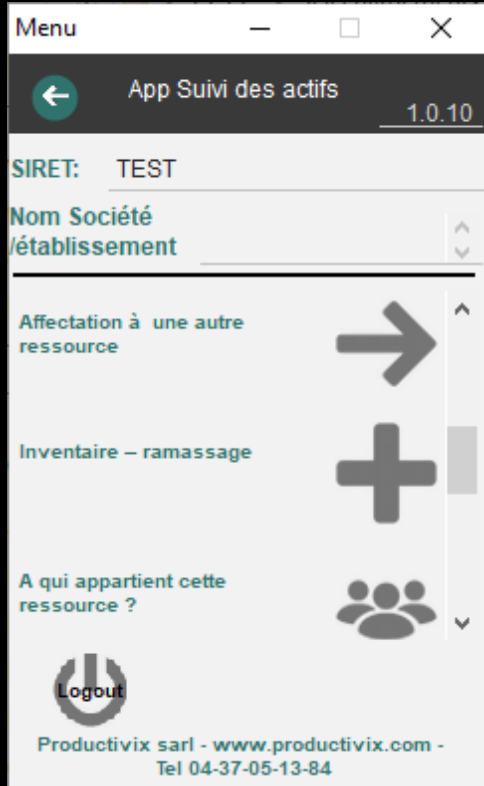 Menu
App Suivi des actifs
1.0.10
SIRET: TEST
Nom Société
/établissement
Affectation à une autre
ressource
Inventaire – ramassage
A qui appartient cette
ressource ?
Logout
Productivix sarl - www.productivix.com -
Tel 04-37-05-13-84